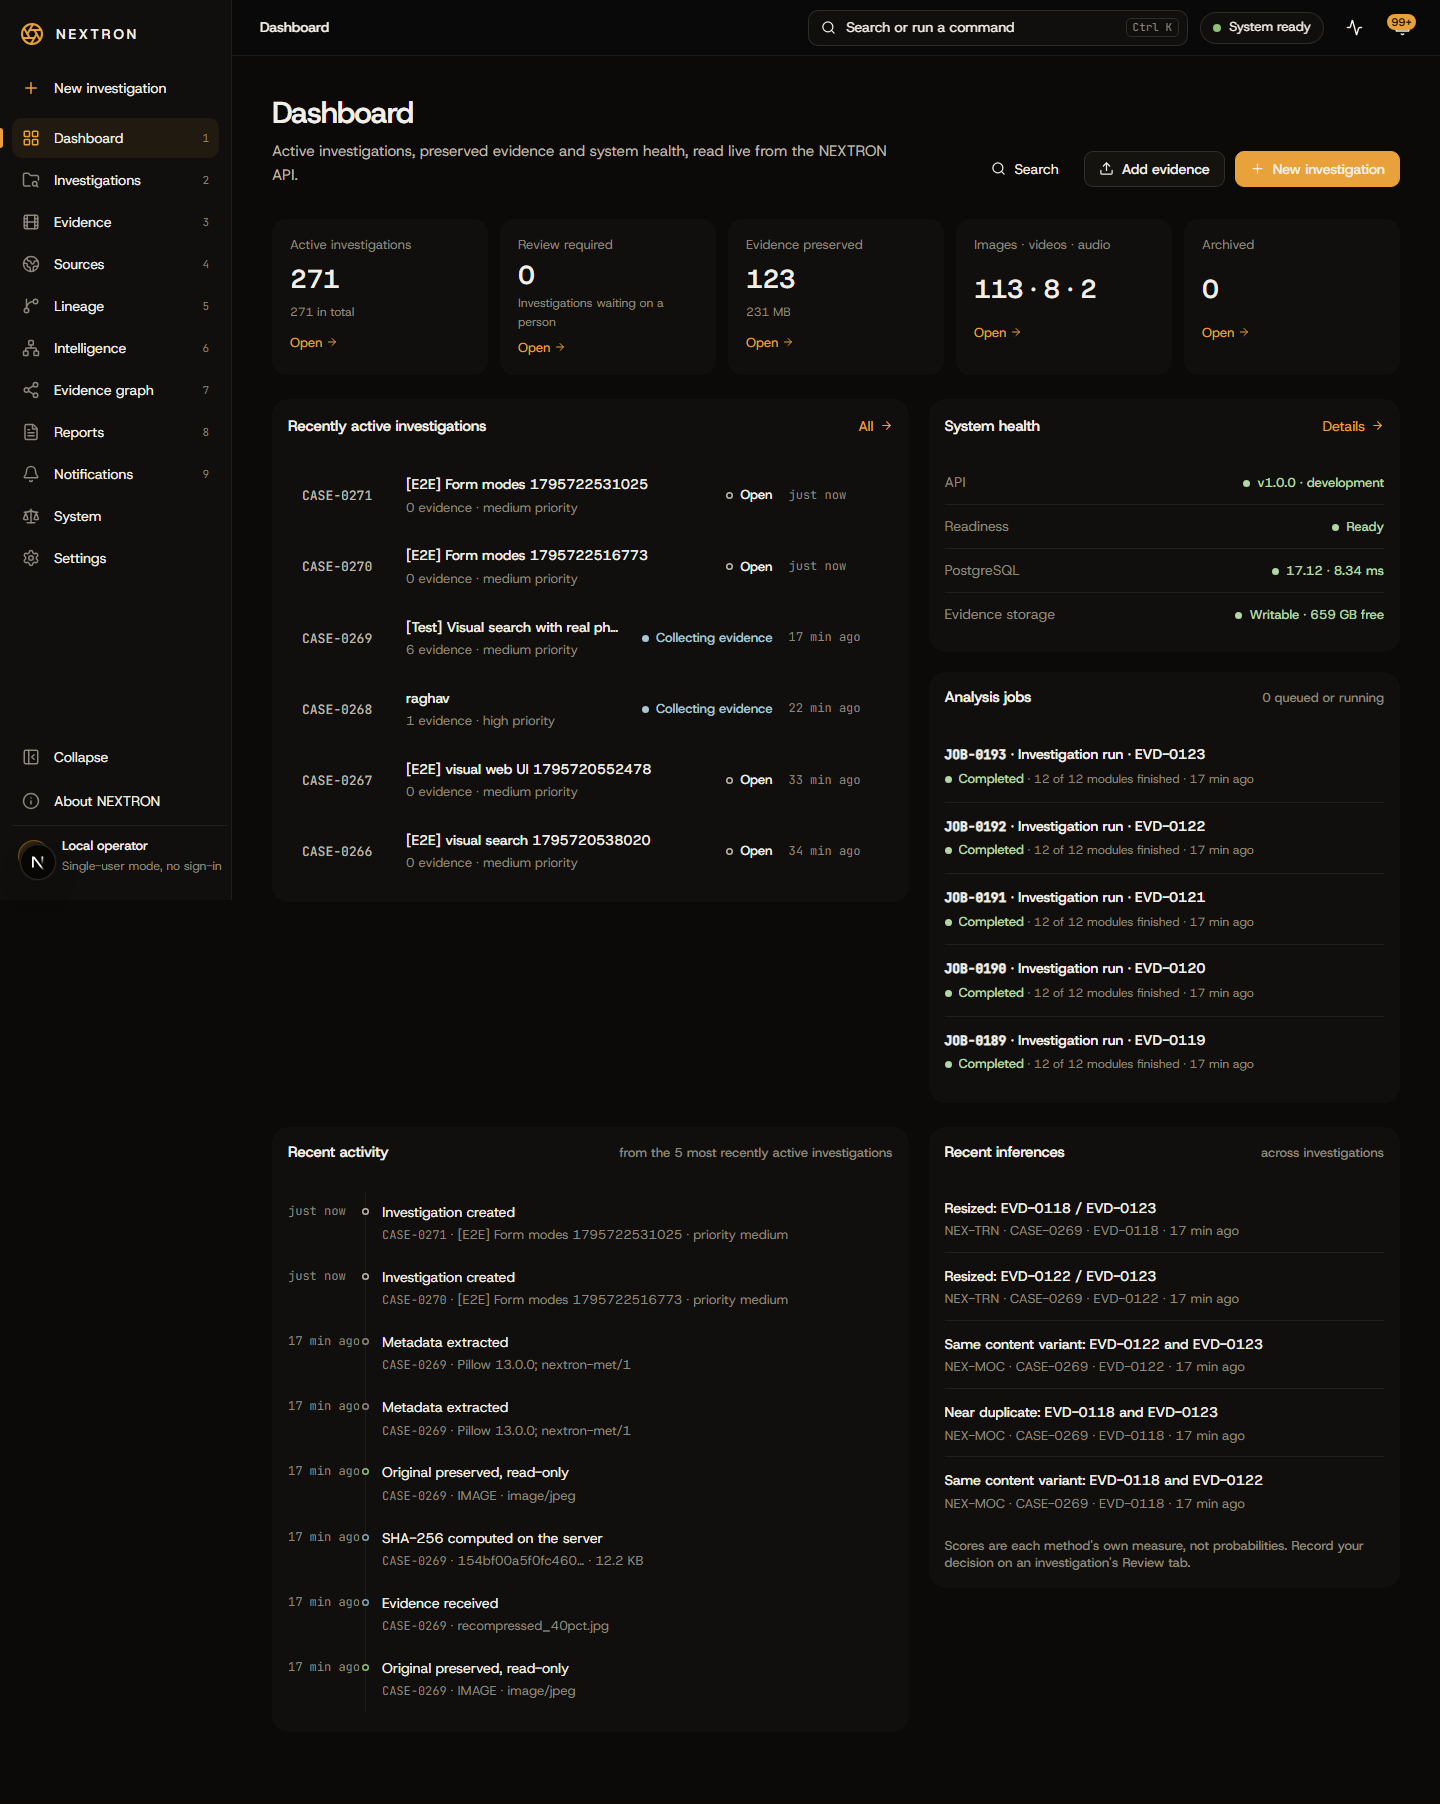 NEXTRON
New investigation
Dashboard 1
Investigations 2
Evidence 3
Sources 4
Lineage 5
Intelligence 6
Evidence graph 7
Reports 8
Notifications 9
System
Settings
Collapse
About NEXTRON
N
Local operator
Single-user mode, no sign-in
Dashboard
Search or run a command Ctrl K
System ready
99+
Dashboard
Active investigations, preserved evidence and system health, read live from the NEXTRON
API.
Search
Add evidence
New investigation
Active investigations
271
271 in total
Open →
Review required
0
Investigations waiting on a
person
Open →
Evidence preserved
123
231 MB
Open →
Images · videos · audio
113 · 8 · 2
Open →
Archived
0
Open →
Recently active investigations All →
CASE-0271 [E2E] Form modes 1795722531025 Open just now
0 evidence · medium priority
CASE-0270 [E2E] Form modes 1795722516773 Open just now
0 evidence · medium priority
CASE-0269 [Test] Visual search with real ph... Collecting evidence 17 min ago
6 evidence · medium priority
CASE-0268 raghav Collecting evidence 22 min ago
1 evidence · high priority
CASE-0267 [E2E] visual web UI 1795720552478 Open 33 min ago
0 evidence · medium priority
CASE-0266 [E2E] visual search 1795720538020 Open 34 min ago
0 evidence · medium priority
System health Details →
API v1.0.0 · development
Readiness Ready
PostgreSQL 17.12 · 8.34 ms
Evidence storage Writable · 659 GB free
Analysis jobs 0 queued or running
JOB-0193 · Investigation run · EVD-0123
Completed · 12 of 12 modules finished · 17 min ago
JOB-0192 · Investigation run · EVD-0122
Completed · 12 of 12 modules finished · 17 min ago
JOB-0191 · Investigation run · EVD-0121
Completed · 12 of 12 modules finished · 17 min ago
JOB-0190 · Investigation run · EVD-0120
Completed · 12 of 12 modules finished · 17 min ago
JOB-0189 · Investigation run · EVD-0119
Completed · 12 of 12 modules finished · 17 min ago
Recent activity from the 5 most recently active investigations
just now Investigation created
CASE-0271 · [E2E] Form modes 1795722531025 · priority medium
just now Investigation created
CASE-0270 · [E2E] Form modes 1795722516773 · priority medium
17 min ago Metadata extracted
CASE-0269 · Pillow 13.0.0; nextron-met/1
17 min ago Metadata extracted
CASE-0269 · Pillow 13.0.0; nextron-met/1
17 min ago Original preserved, read-only
CASE-0269 · IMAGE · image/jpeg
17 min ago SHA-256 computed on the server
CASE-0269 · 154bf00a5f0fc460... · 12.2 KB
17 min ago Evidence received
CASE-0269 · recompressed_40pct.jpg
17 min ago Original preserved, read-only
CASE-0269 · IMAGE · image/jpeg
Recent inferences across investigations
Resized: EVD-0118 / EVD-0123
NEX-TRN · CASE-0269 · EVD-0118 · 17 min ago
Resized: EVD-0122 / EVD-0123
NEX-TRN · CASE-0269 · EVD-0122 · 17 min ago
Same content variant: EVD-0122 and EVD-0123
NEX-MOC · CASE-0269 · EVD-0122 · 17 min ago
Near duplicate: EVD-0118 and EVD-0123
NEX-MOC · CASE-0269 · EVD-0118 · 17 min ago
Same content variant: EVD-0118 and EVD-0122
NEX-MOC · CASE-0269 · EVD-0118 · 17 min ago
Scores are each method's own measure, not probabilities. Record your
decision on an investigation's Review tab.